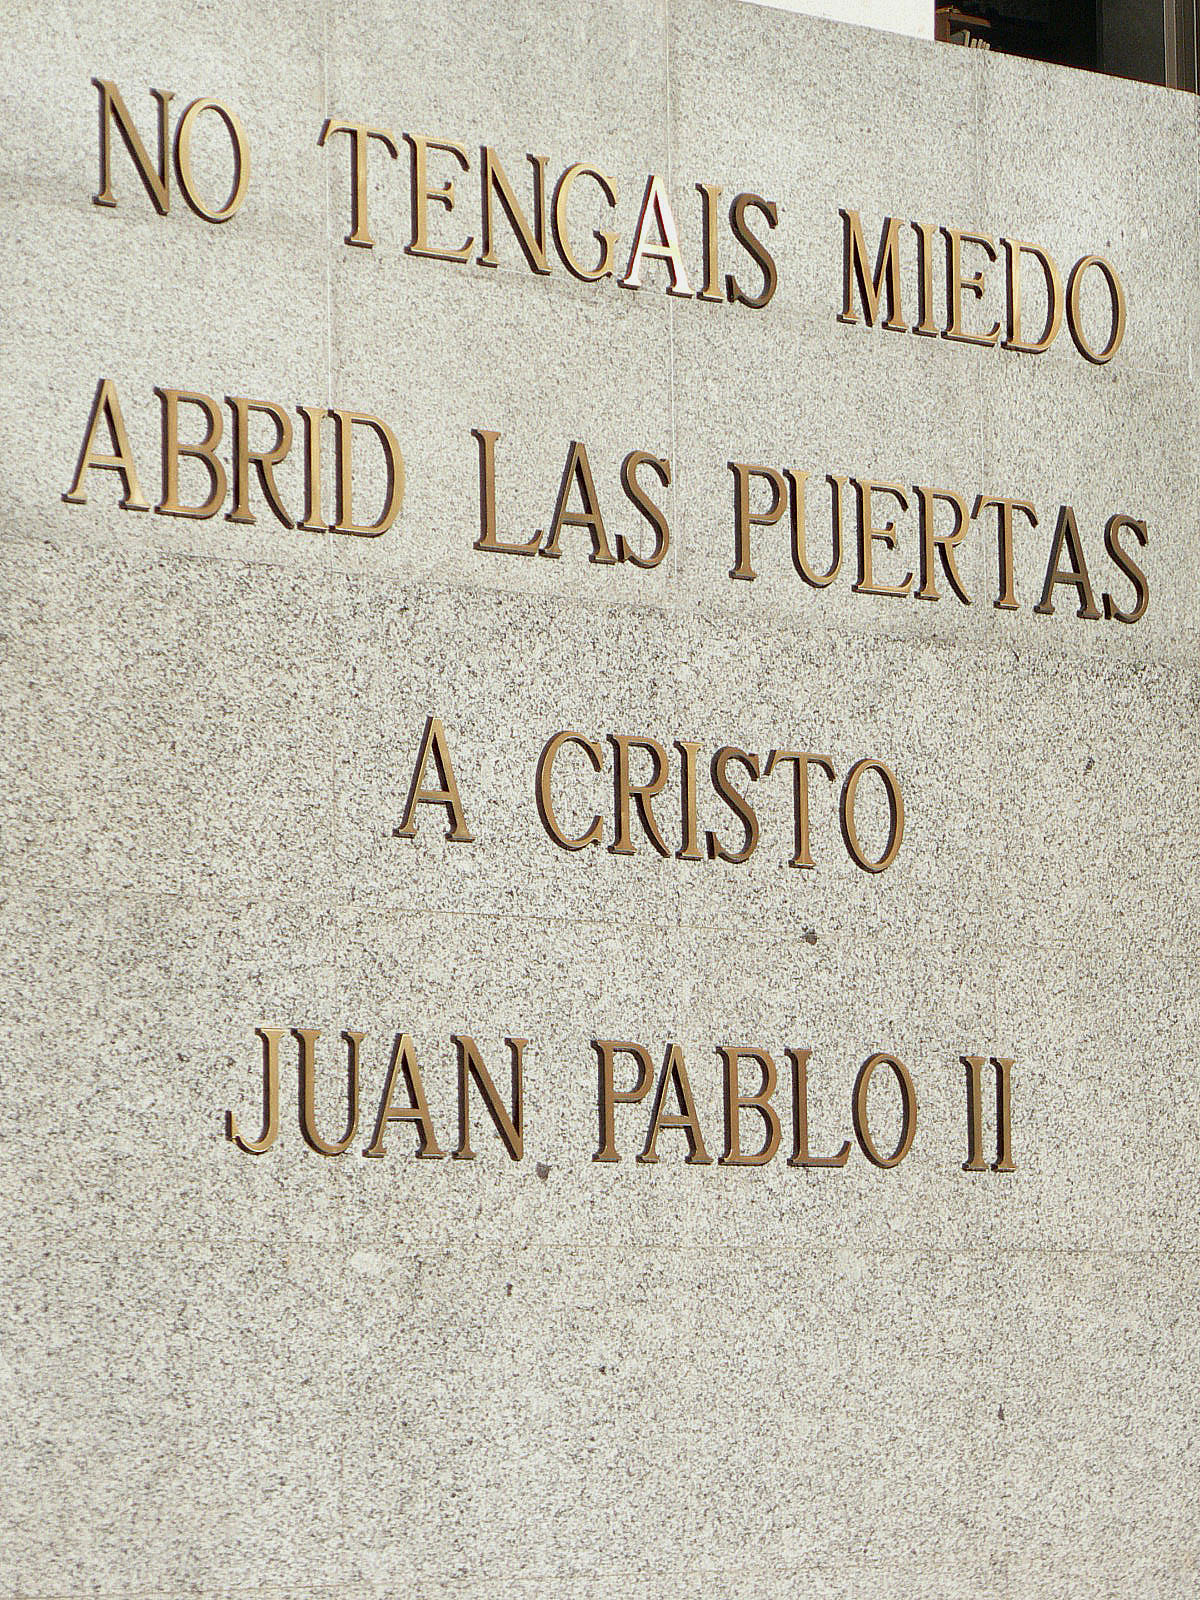 NO TENGAIS MIEDO
ABRID LAS PUERTAS
A CRISTO
JUAN PABLO II